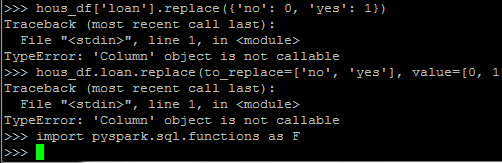 >>> hous_df['loan'].replace({'no': 0, 'yes': 1})
Traceback (most recent call last):
  File "<stdin>", line 1, in <module>
TypeError: 'Column' object is not callable
>>> hous_df.loan.replace(to_replace=['no', 'yes'], value=[0, 1
Traceback (most recent call last):
  File "<stdin>", line 1, in <module>
TypeError: 'Column' object is not callable
>>> import pyspark.sql.functions as F
>>>